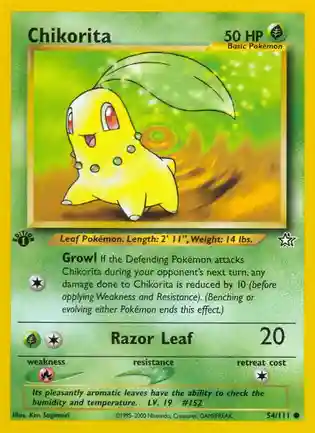 Chikorita
50 HP
Basic Pokémon
EDITION
1
Leaf Pokémon. Length: 2' 11", Weight: 14 lbs.
Growl If the Defending Pokémon attacks
Chikorita during your opponent's next turn, any
damage done to Chikorita is reduced by 10 (before
applying Weakness and Resistance). (Benching or
evolving either Pokémon ends this effect.)
Razor Leaf 20
weakness resistance retreat cost
Its pleasantly aromatic leaves have the ability to check the
humidity and temperature. LV. 19 #152
Illus. Ken Sugimori ©1995-2000 Nintendo, Creatures, GAMEFREAK. 54/111